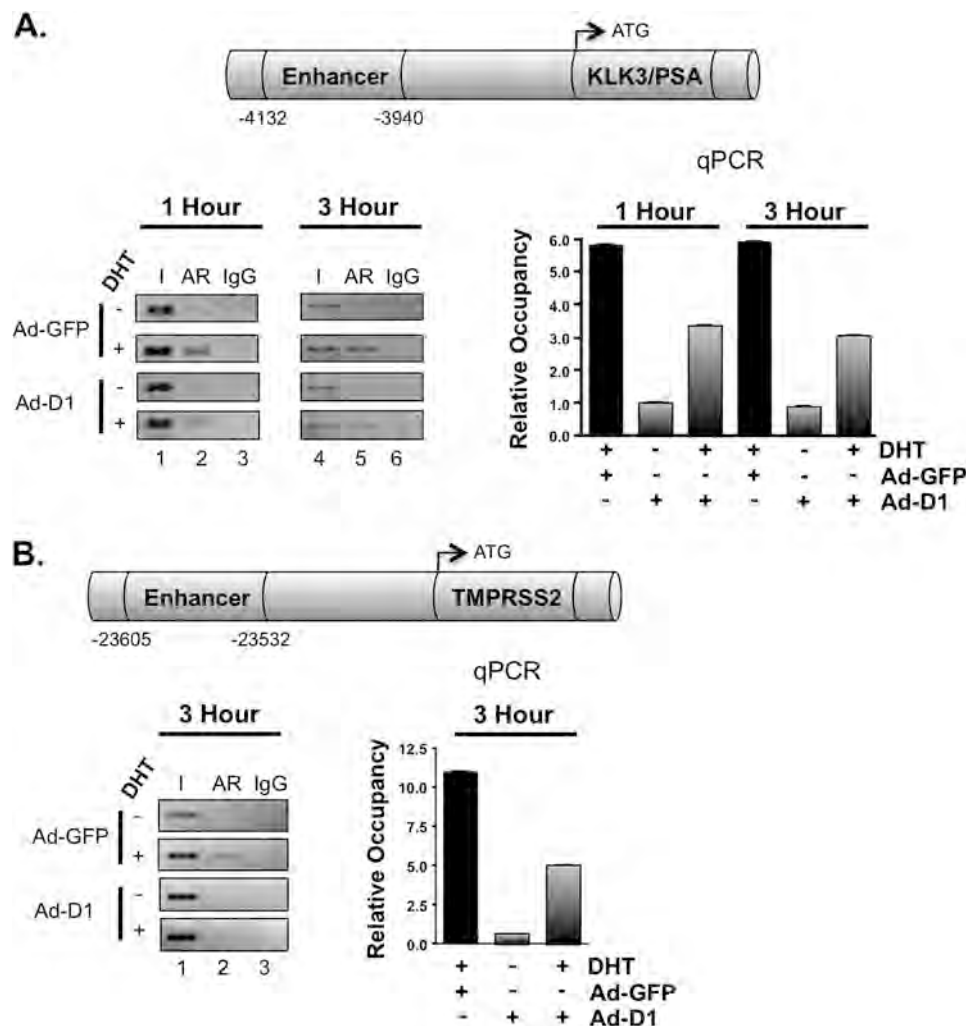 A.
ATG
Enhancer
KLK3/PSA
-4132
-3940
qPCR
1 Hour
3 Hour
1 Hour
3 Hour
DHT
I AR IgG
I AR IgG
Ad-GFP
-
+
Ad-D1
-
+
1 2 3
4 5 6
Relative Occupancy
6.0
5.0
4.0
3.0
2.0
1.0
0.0
+ - + + - + DHT
+ - - + - - Ad-GFP
- + + - + + Ad-D1
B.
ATG
Enhancer
TMPRSS2
-23605
-23532
qPCR
3 Hour
3 Hour
DHT
I AR IgG
Ad-GFP
-
+
Ad-D1
-
+
1 2 3
Relative Occupancy
12.5
10.0
7.5
5.0
2.5
0.0
+ - + DHT
+ - - Ad-GFP
- + + Ad-D1